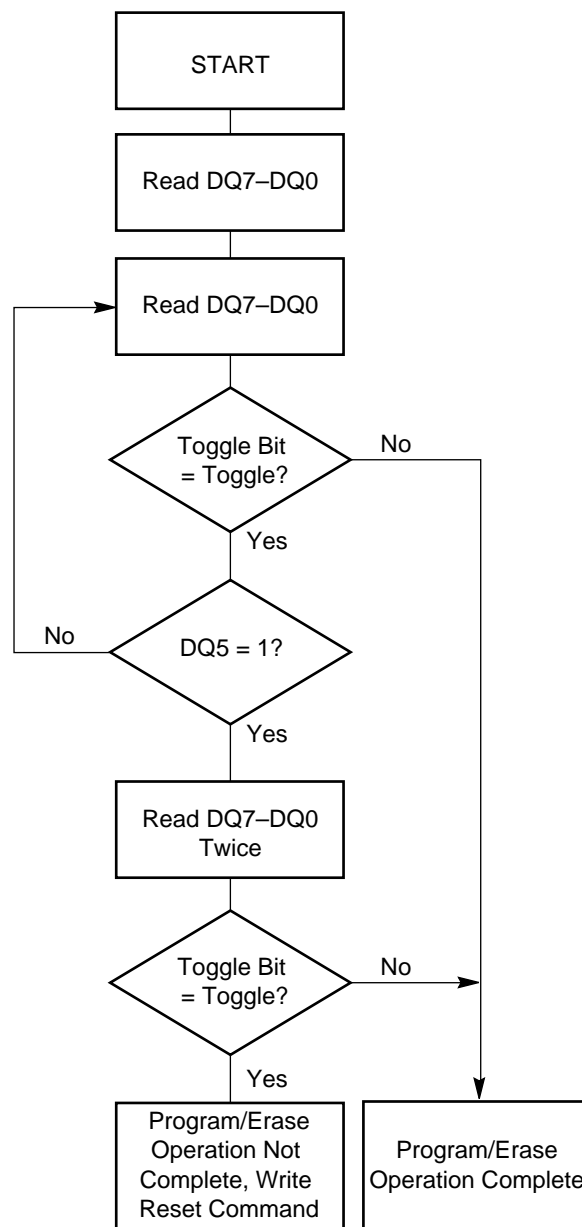 START
Read DQ7–DQ0
Read DQ7–DQ0
Toggle Bit
= Toggle?
No
Yes
No
DQ5 = 1?
Yes
Read DQ7–DQ0
Twice
Toggle Bit
= Toggle?
No
Yes
Program/Erase
Operation Not
Complete, Write
Reset Command
Program/Erase
Operation Complete